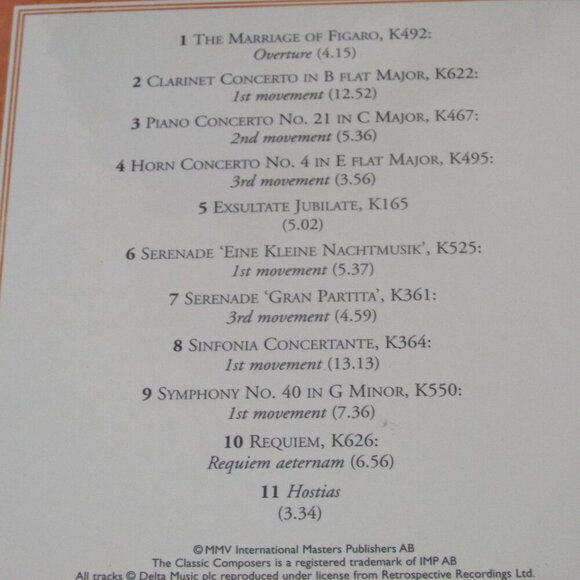 1 THE MARRIAGE OF FIGARO, K492:
Overture (4.15)
2 CLARINET CONCERTO IN B FLAT MAJOR, K622:
1st movement (12.52)
3 PIANO CONCERTO NO. 21 IN C MAJOR, K467:
2nd movement (5.36)
4 HORN CONCERTO NO. 4 IN E FLAT MAJOR, K495:
3rd movement (3.56)
5 EXSULTATE JUBILATE, K165
(5.02)
6 SERENADE ‘EINE KLEINE NACHTMUSIK’, K525:
1st movement (5.37)
7 SERENADE ‘GRAN PARTITA’, K361:
3rd movement (4.59)
8 SINFONIA CONCERTANTE, K364:
1st movement (13.13)
9 SYMPHONY NO. 40 IN G MINOR, K550:
1st movement (7.36)
10 REQUIEM, K626:
Requiem aeternam (6.56)
11 Hostias
(3.34)
© MMV International Masters Publishers AB
The Classic Composers is a registered trademark of IMP AB
All tracks © Delta Music plc reproduced under license from Retrospective Recordings Ltd.